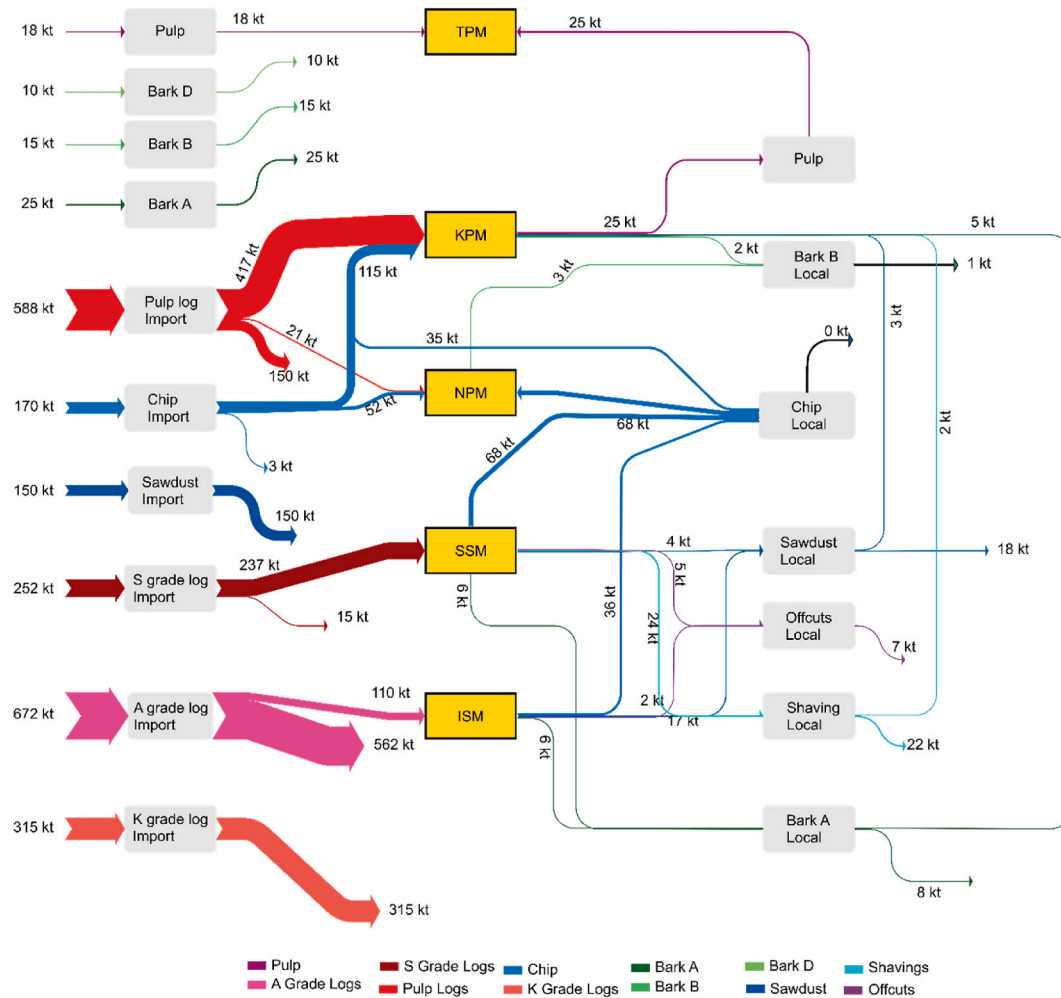 18 kt
Pulp
18 kt
TPM
25 kt
10 kt
Bark D
10 kt
15 kt
Bark B
15 kt
25 kt
Bark A
25 kt
Pulp
25 kt
5 kt
588 kt
Pulp log
Import
417 kt
KPM
115 kt
2 kt
Bark B
Local
1 kt
3 kt
21 kt
150 kt
35 kt
0 kt
3 kt
170 kt
Chip
Import
52 kt
NPM
68 kt
Chip
Local
3 kt
68 kt
2 kt
150 kt
Sawdust
Import
150 kt
252 kt
S grade log
Import
237 kt
15 kt
SSM
4 kt
Sawdust
Local
18 kt
5 kt
6 kt
36 kt
24 kt
Offcuts
Local
7 kt
672 kt
A grade log
Import
110 kt
562 kt
ISM
2 kt
17 kt
Shaving
Local
22 kt
6 kt
315 kt
K grade log
Import
315 kt
Bark A
Local
8 kt
Pulp
S Grade Logs
Chip
Bark A
Bark D
Shavings
A Grade Logs
Pulp Logs
K Grade Logs
Bark B
Sawdust
Offcuts